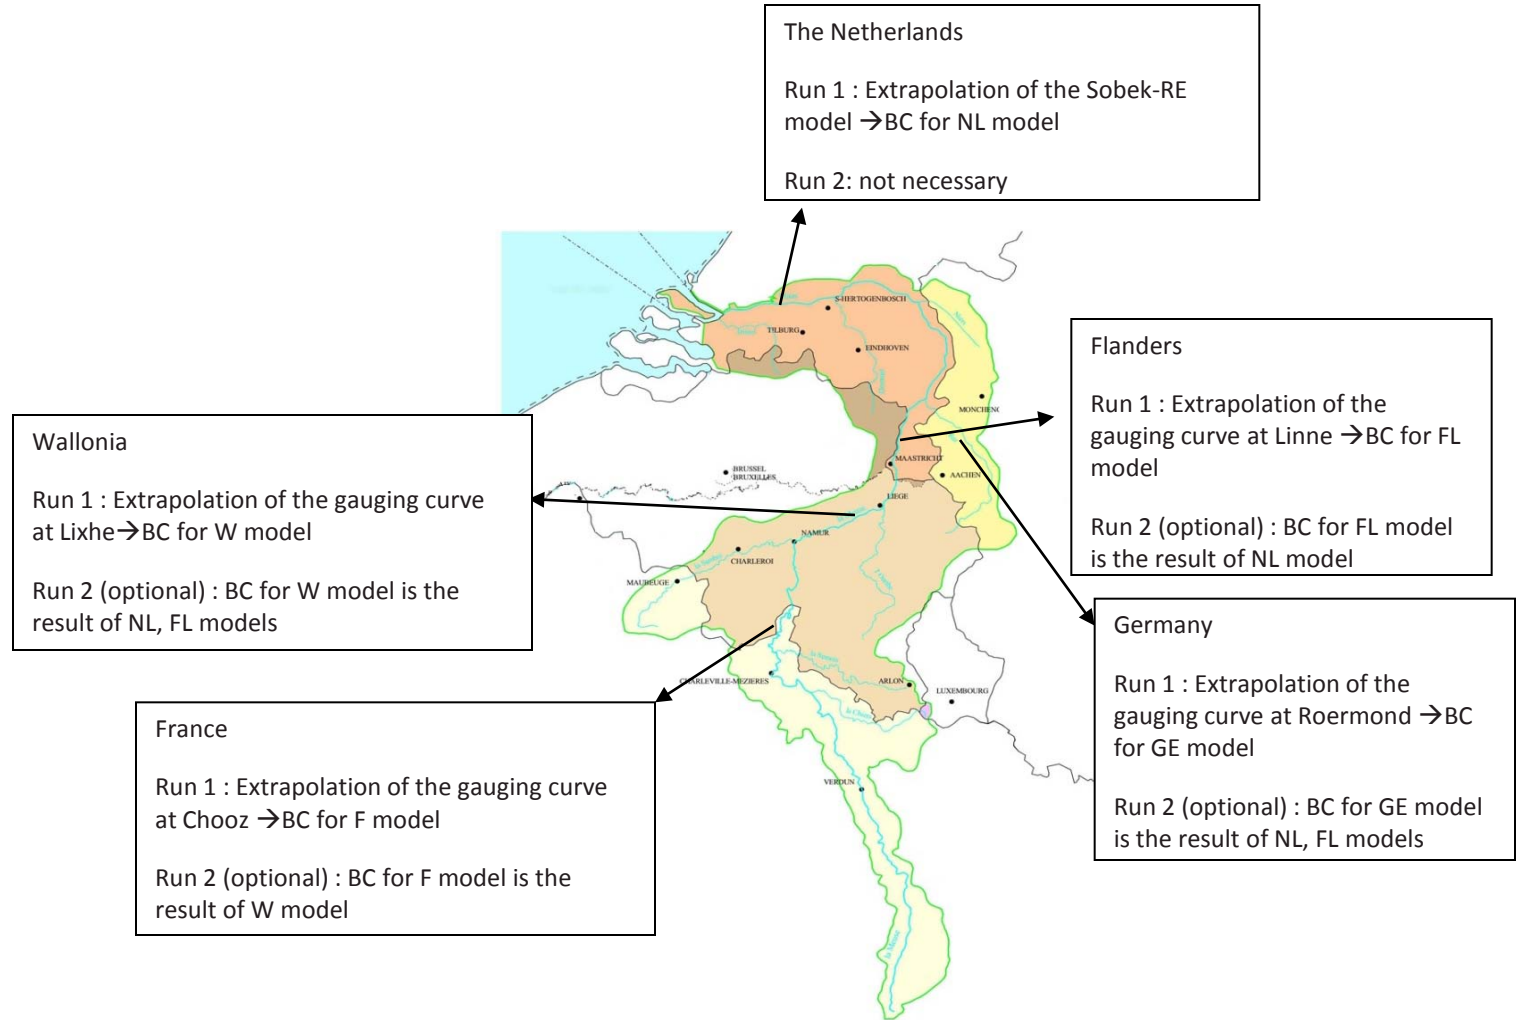 The Netherlands
Run 1 : Extrapolation of the Sobek-RE
model →BC for NL model
Run 2: not necessary
Flanders
Run 1 : Extrapolation of the
gauging curve at Linne →BC for FL
model
Run 2 (optional) : BC for FL model
is the result of NL model
Wallonia
Run 1 : Extrapolation of the gauging curve
at Lixhe→BC for W model
Run 2 (optional) : BC for W model is the
result of NL, FL models
Germany
Run 1 : Extrapolation of the
gauging curve at Roermond →BC
for GE model
Run 2 (optional) : BC for GE model
is the result of NL, FL models
France
Run 1 : Extrapolation of the gauging curve
at Chooz →BC for F model
Run 2 (optional) : BC for F model is the
result of W model
S-HERTOGENBOSCH
TILBURG
EINDHOVEN
MONCHENG
MAASTRICHT
AACHEN
BRUSSEL
BRUXELLES
LIEGE
NAMUR
CHARLEROI
MAUBEUGE
CHARLEVILLE-MEZIERES
ARLON
LUXEMBOURG
VERDUN
la Meuse